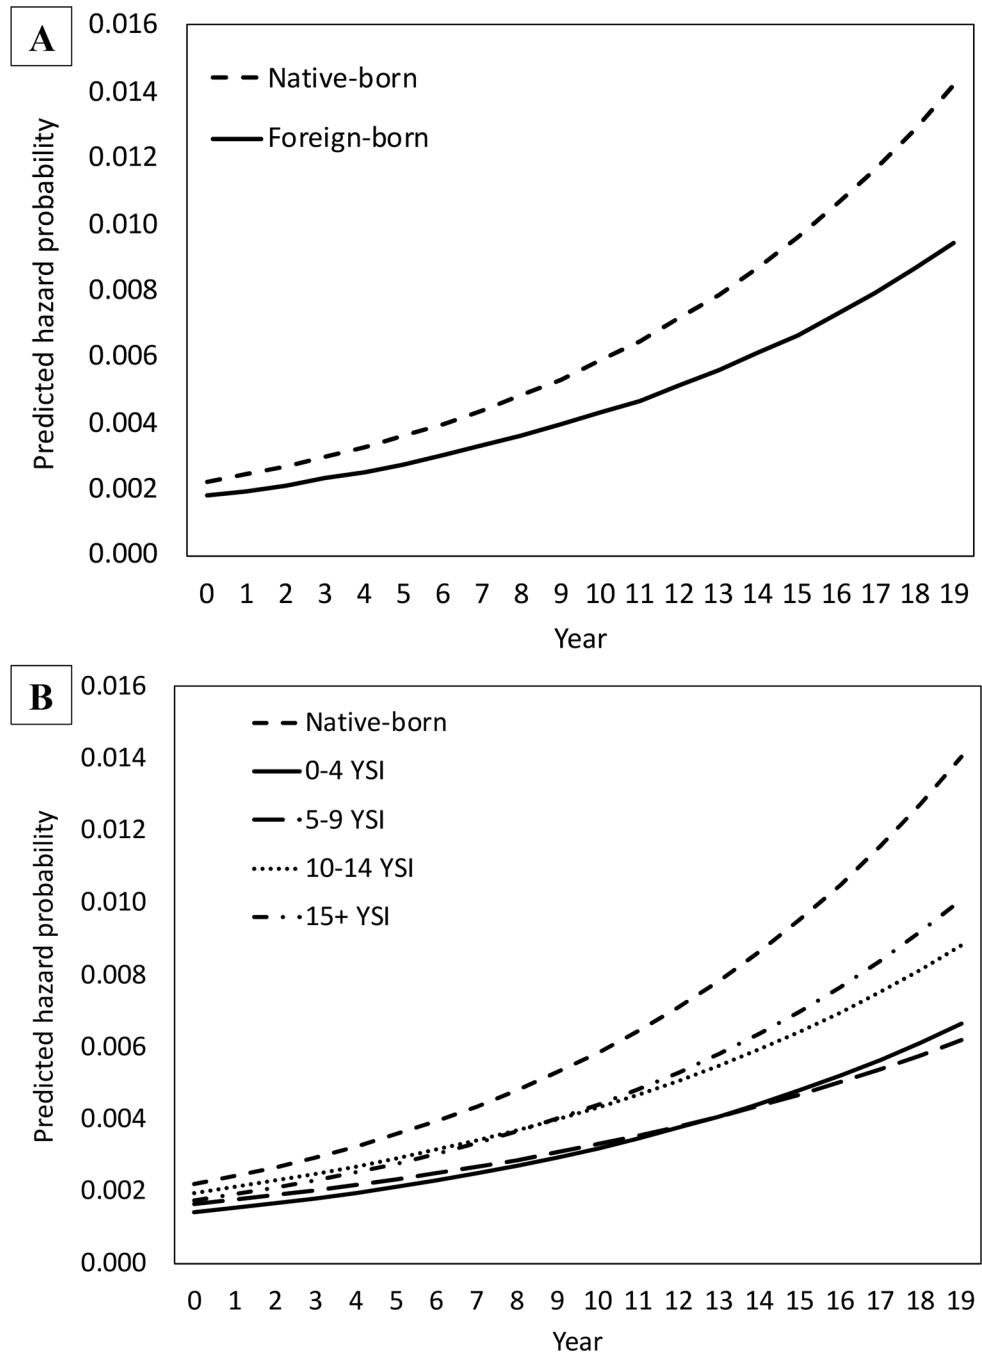 A
0.016
0.014
0.012
0.010
0.008
0.006
0.004
0.002
0.000
Predicted hazard probability
Native-born
Foreign-born
0 1 2 3 4 5 6 7 8 9 10 11 12 13 14 15 16 17 18 19
Year
B
0.016
0.014
0.012
0.010
0.008
0.006
0.004
0.002
0.000
Predicted hazard probability
Native-born
0-4 YSI
5-9 YSI
10-14 YSI
15+ YSI
0 1 2 3 4 5 6 7 8 9 10 11 12 13 14 15 16 17 18 19
Year